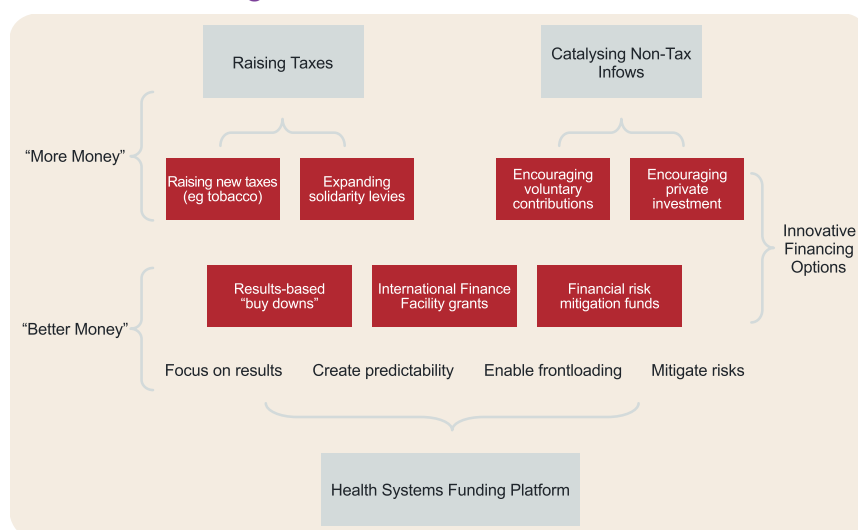 Raising Taxes
Catalysing Non-Tax
Infows
“More Money”
Raising new taxes
(eg tobacco)
Expanding
solidarity levies
Encouraging
voluntary
contributions
Encouraging
private
investment
Innovative
Financing
Options
“Better Money”
Results-based
“buy downs”
International Finance
Facility grants
Financial risk
mitigation funds
Focus on results
Create predictability
Enable frontloading
Mitigate risks
Health Systems Funding Platform